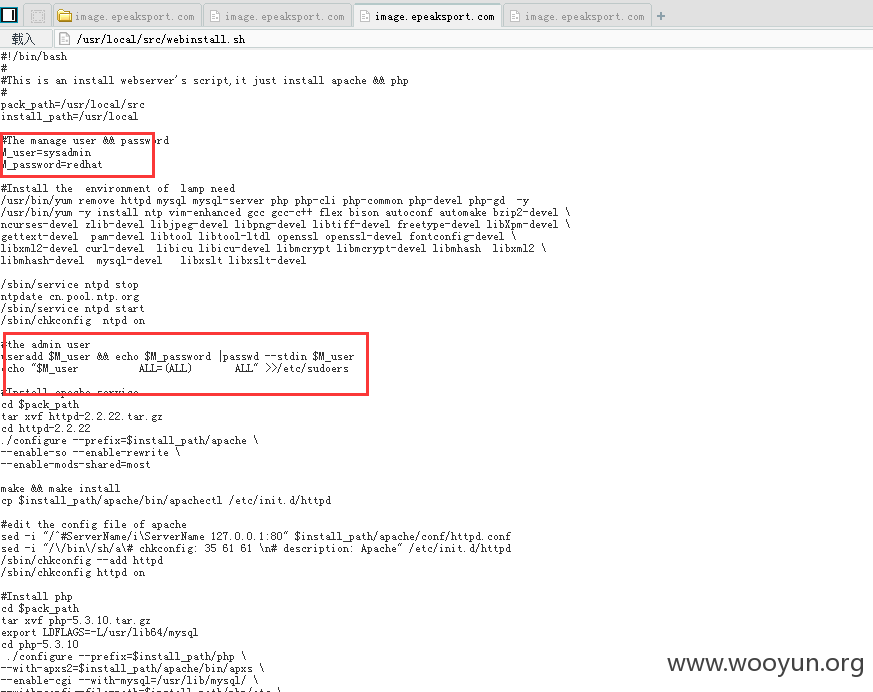 image.epeaksport.com image.epeaksport.com image.epeaksport.com image.epeaksport.com +
载入 /usr/local/src/webinstall.sh
#!/bin/bash
#
#This is an install webserver's script,it just install apache && php
#
pack_path=/usr/local/src
install_path=/usr/local
#The manage user && password
M_user=sysadmin
M_password=redhat
#Install the environment of lamp need
/usr/bin/yum remove httpd mysql mysql-server php php-cli php-common php-devel php-gd -y
/usr/bin/yum -y install ntp vim-enhanced gcc gcc-c++ flex bison autoconf automake bzip2-devel \
ncurses-devel zlib-devel libjpeg-devel libpng-devel libtiff-devel freetype-devel libXpm-devel \
gettext-devel pam-devel libtool libtool-ltdl openssl openssl-devel fontconfig-devel \
libxml2-devel curl-devel libicu libicu-devel libmcrypt libmcrypt-devel libmhash libxml2 \
libmhash-devel mysql-devel libxslt libxslt-devel
/sbin/service ntpd stop
ntpdate cn.pool.ntp.org
/sbin/service ntpd start
/sbin/chkconfig ntpd on
#the admin user
useradd $M_user && echo $M_password |passwd --stdin $M_user
echo "$M_user ALL=(ALL) ALL" >>/etc/sudoers
#Install apache service
cd $pack_path
tar xvf httpd-2.2.22.tar.gz
cd httpd-2.2.22
./configure --prefix=$install_path/apache \
--enable-so --enable-rewrite \
--enable-mods-shared=most
make && make install
cp $install_path/apache/bin/apachectl /etc/init.d/httpd
#edit the config file of apache
sed -i "/^#ServerName/i\ServerName 127.0.0.1:80" $install_path/apache/conf/httpd.conf
sed -i "/\/bin\/sh/a\# chkconfig: 35 61 61 \n# description: Apache" /etc/init.d/httpd
/sbin/chkconfig --add httpd
/sbin/chkconfig httpd on
#Install php
cd $pack_path
tar xvf php-5.3.10.tar.gz
export LDFLAGS=-L/usr/lib64/mysql
cd php-5.3.10
./configure --prefix=$install_path/php \
--with-apxs2=$install_path/apache/bin/apxs \
--enable-cgi --with-mysql=/usr/lib/mysql/ \
www.wooyun.org